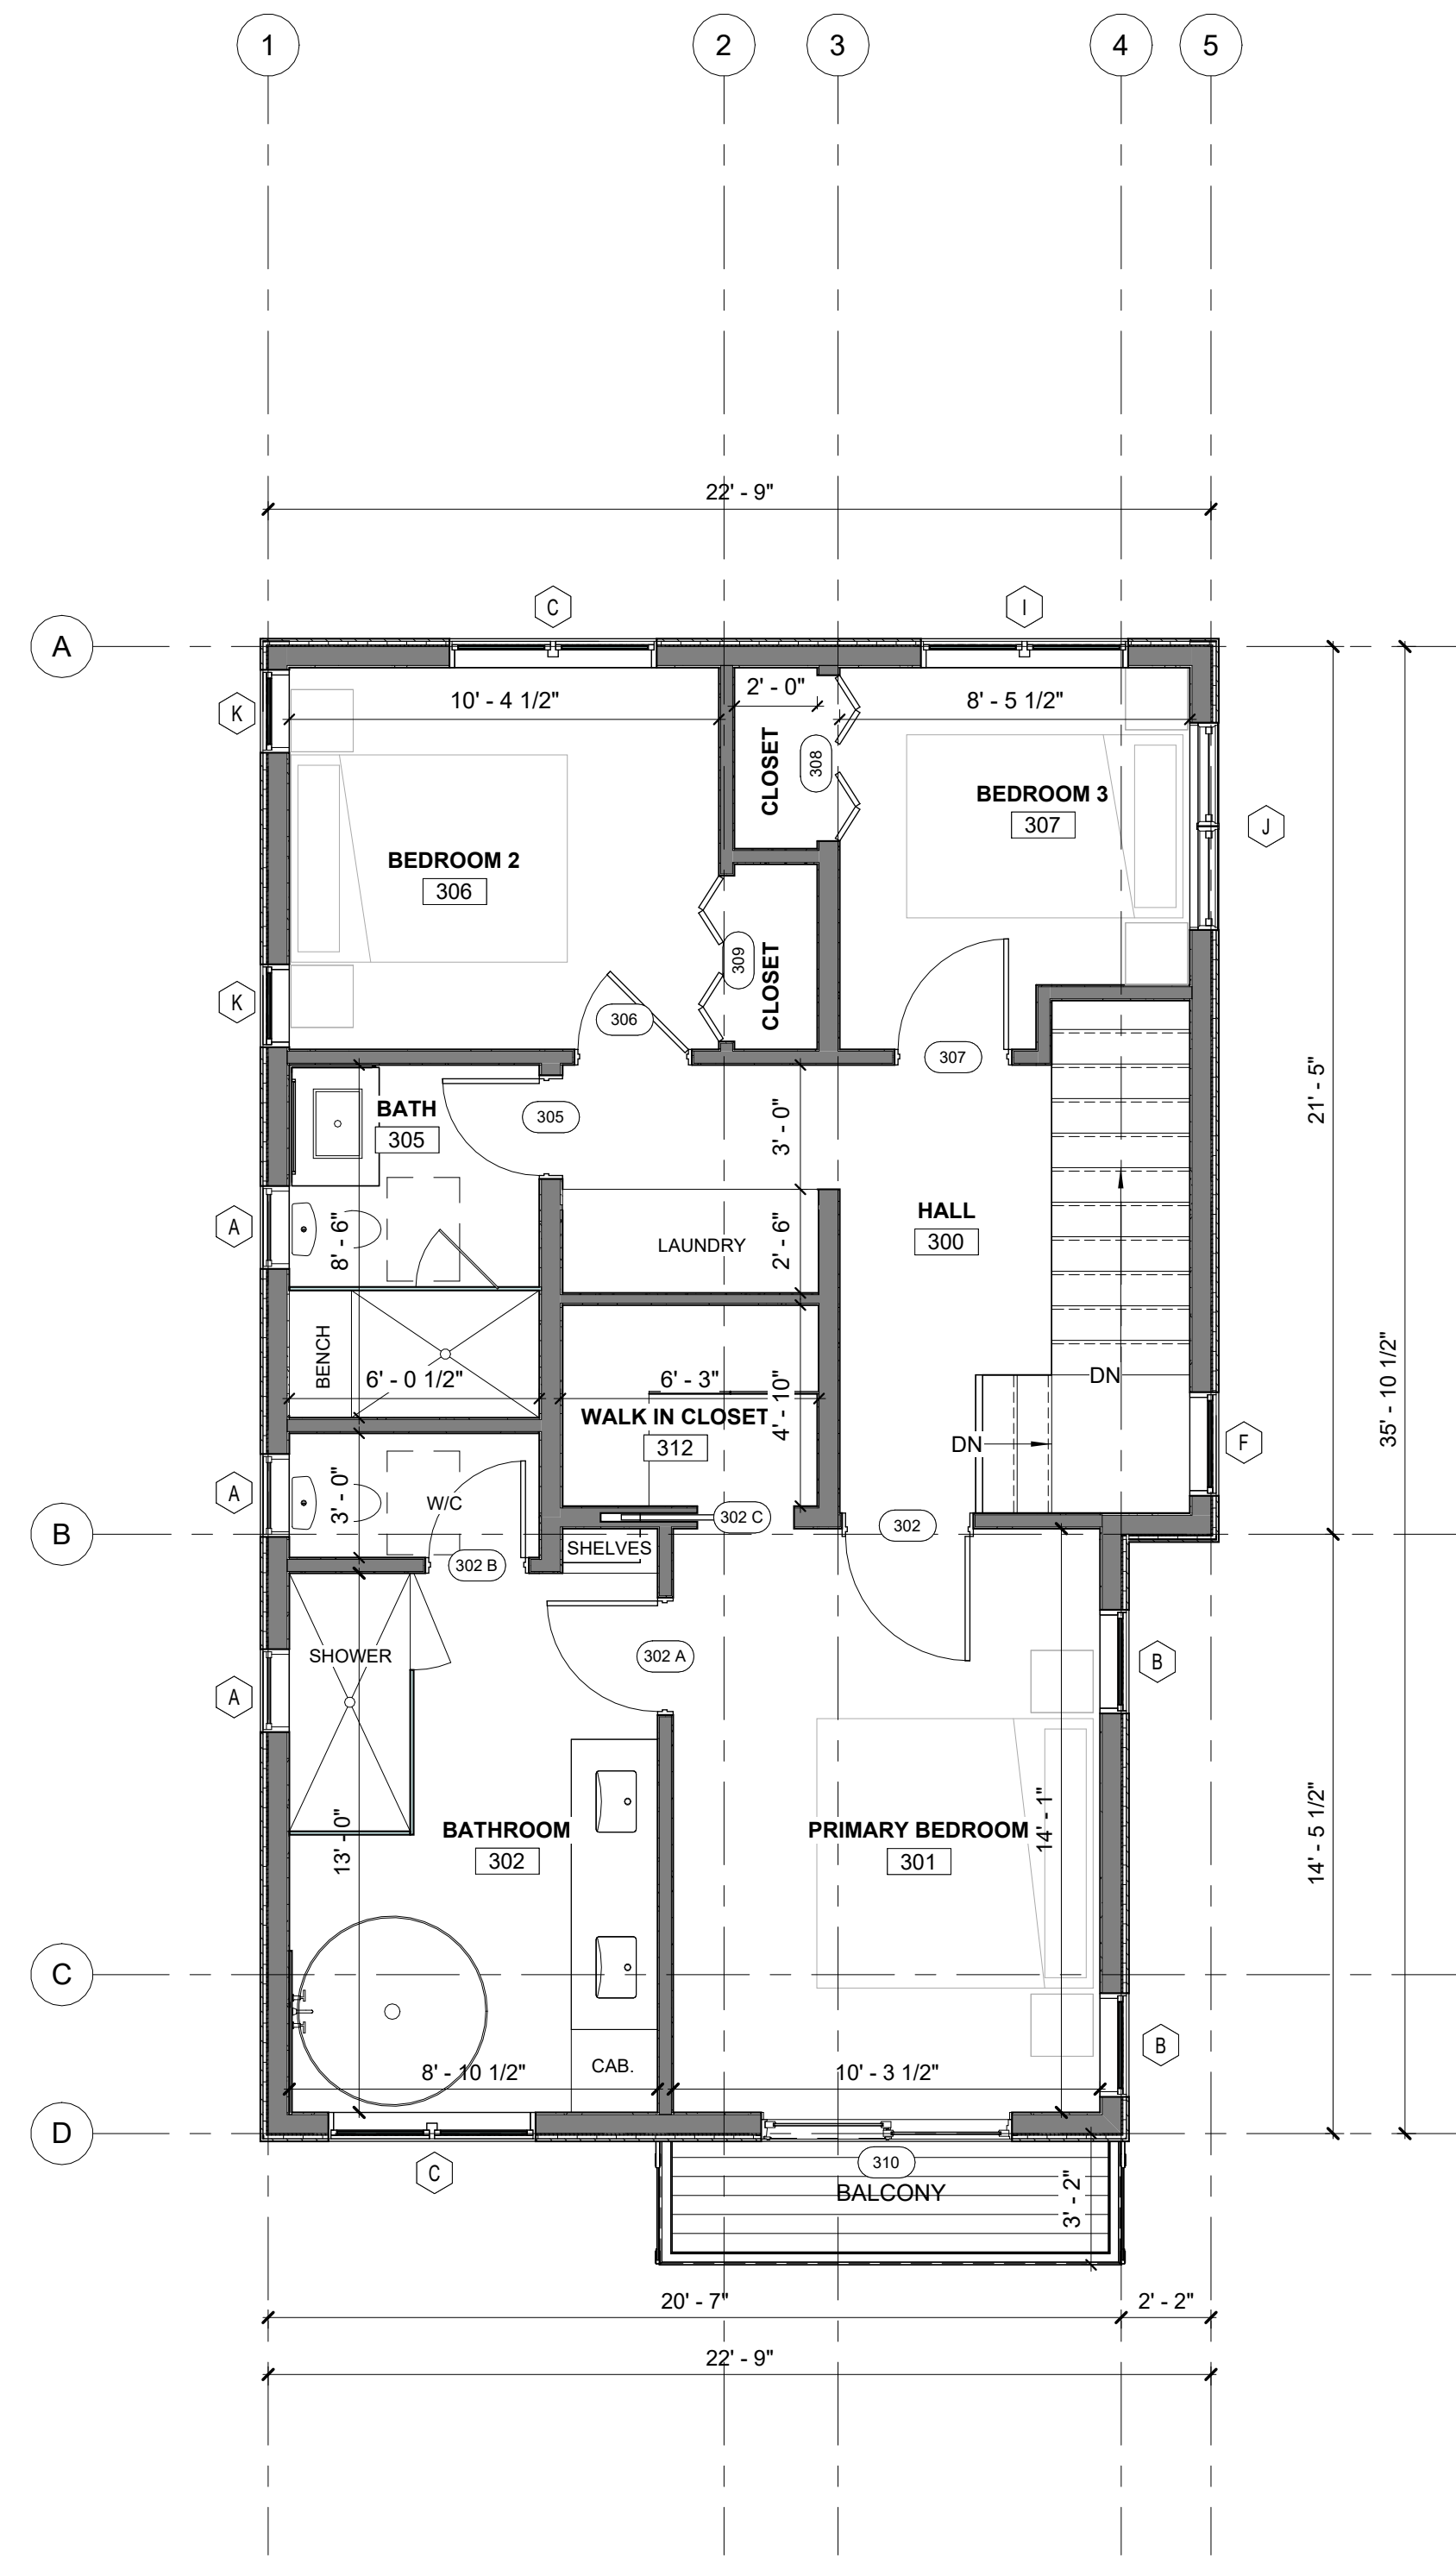 1
2
3
4
5
22' - 9"
C
I
A
K
10' - 4 1/2"
2' - 0"
8' - 5 1/2"
CLOSET
308
BEDROOM 3
307
J
BEDROOM 2
306
309
CLOSET
K
306
307
BATH
305
305
3' - 0"
21' - 5"
A
8' - 6"
LAUNDRY
2' - 6"
HALL
300
BENCH
6' - 0 1/2"
6' - 3"
4' - 10"
WALK IN CLOSET
312
DN
DN
F
35' - 10 1/2"
A
3' - 0"
W/C
302 C
302
B
SHELVES
302 B
SHOWER
302 A
B
A
13' - 0"
BATHROOM
302
PRIMARY BEDROOM
301
14' - 1"
14' - 5 1/2"
C
8' - 10 1/2"
CAB.
10' - 3 1/2"
B
D
C
310
BALCONY
3' - 2"
20' - 7"
2' - 2"
22' - 9"